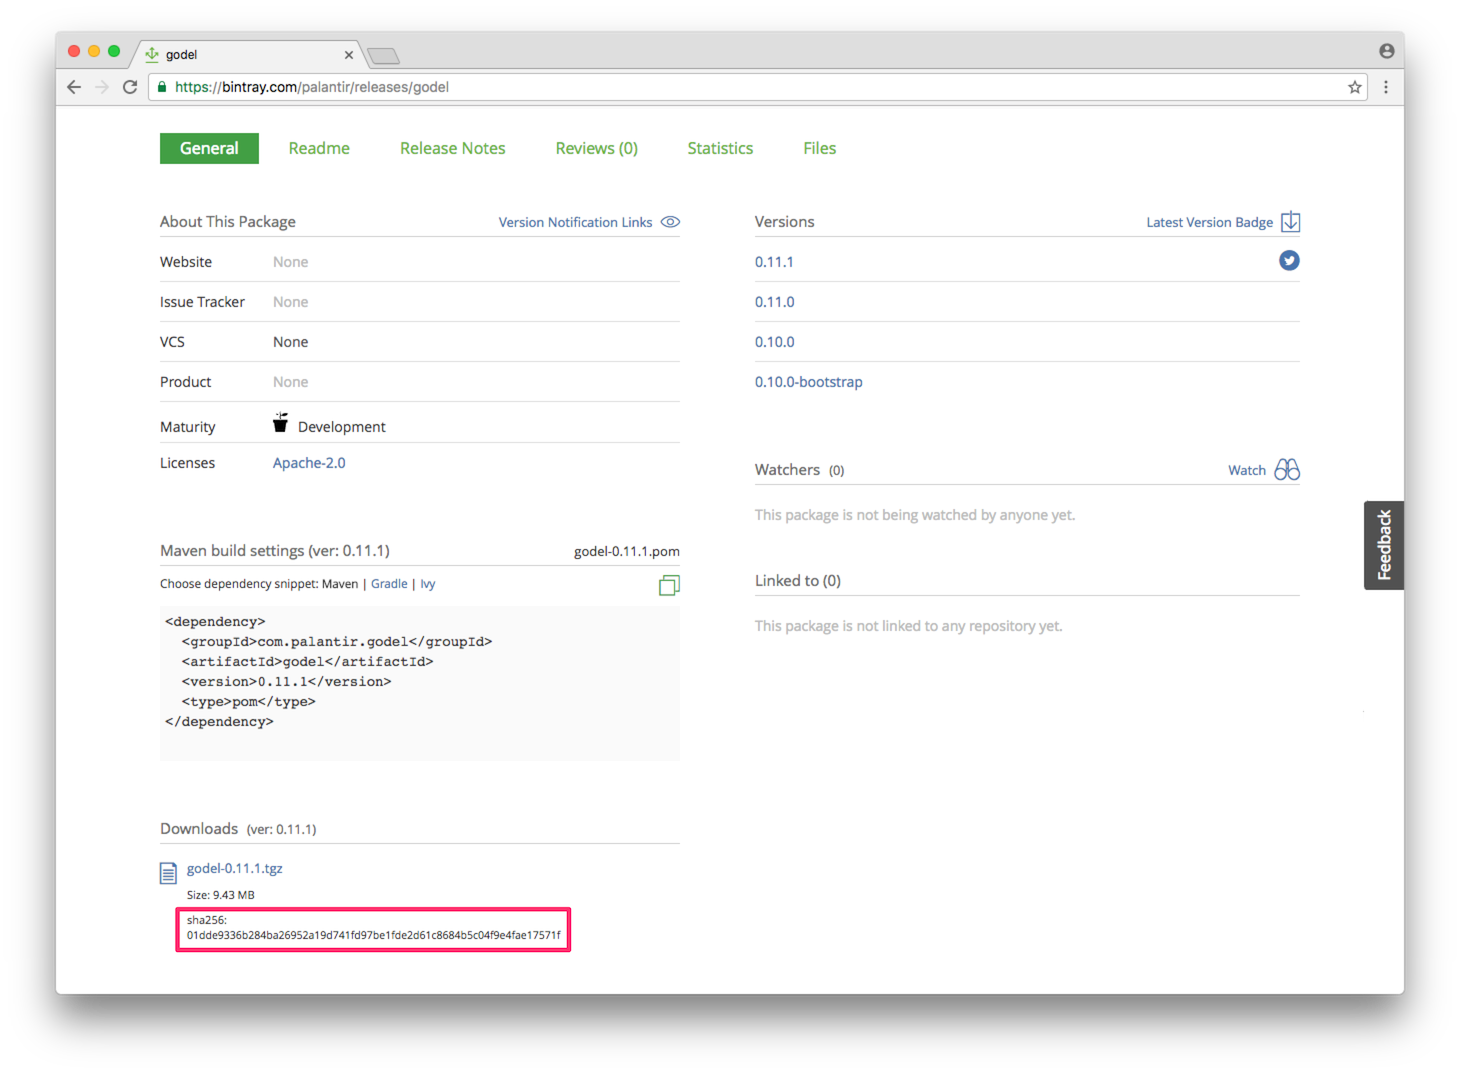 godel
https://bintray.com/palantir/releases/godel
General Readme Release Notes Reviews (0) Statistics Files
About This Package Version Notification Links
Website None
Issue Tracker None
VCS None
Product None
Maturity Development
Licenses Apache-2.0
Maven build settings (ver: 0.11.1) godel-0.11.1.pom
Choose dependency snippet: Maven | Gradle | Ivy
<dependency>
  <groupId>com.palantir.godel</groupId>
  <artifactId>godel</artifactId>
  <version>0.11.1</version>
  <type>pom</type>
</dependency>
Downloads (ver: 0.11.1)
godel-0.11.1.tgz
Size: 9.43 MB
sha256:
01dde9336b284ba26952a19d741fd97be1fde2d61c8684b5c04f9e4fae17571f
Versions Latest Version Badge
0.11.1
0.11.0
0.10.0
0.10.0-bootstrap
Watchers (0) Watch
This package is not being watched by anyone yet.
Linked to (0)
This package is not linked to any repository yet.
Feedback